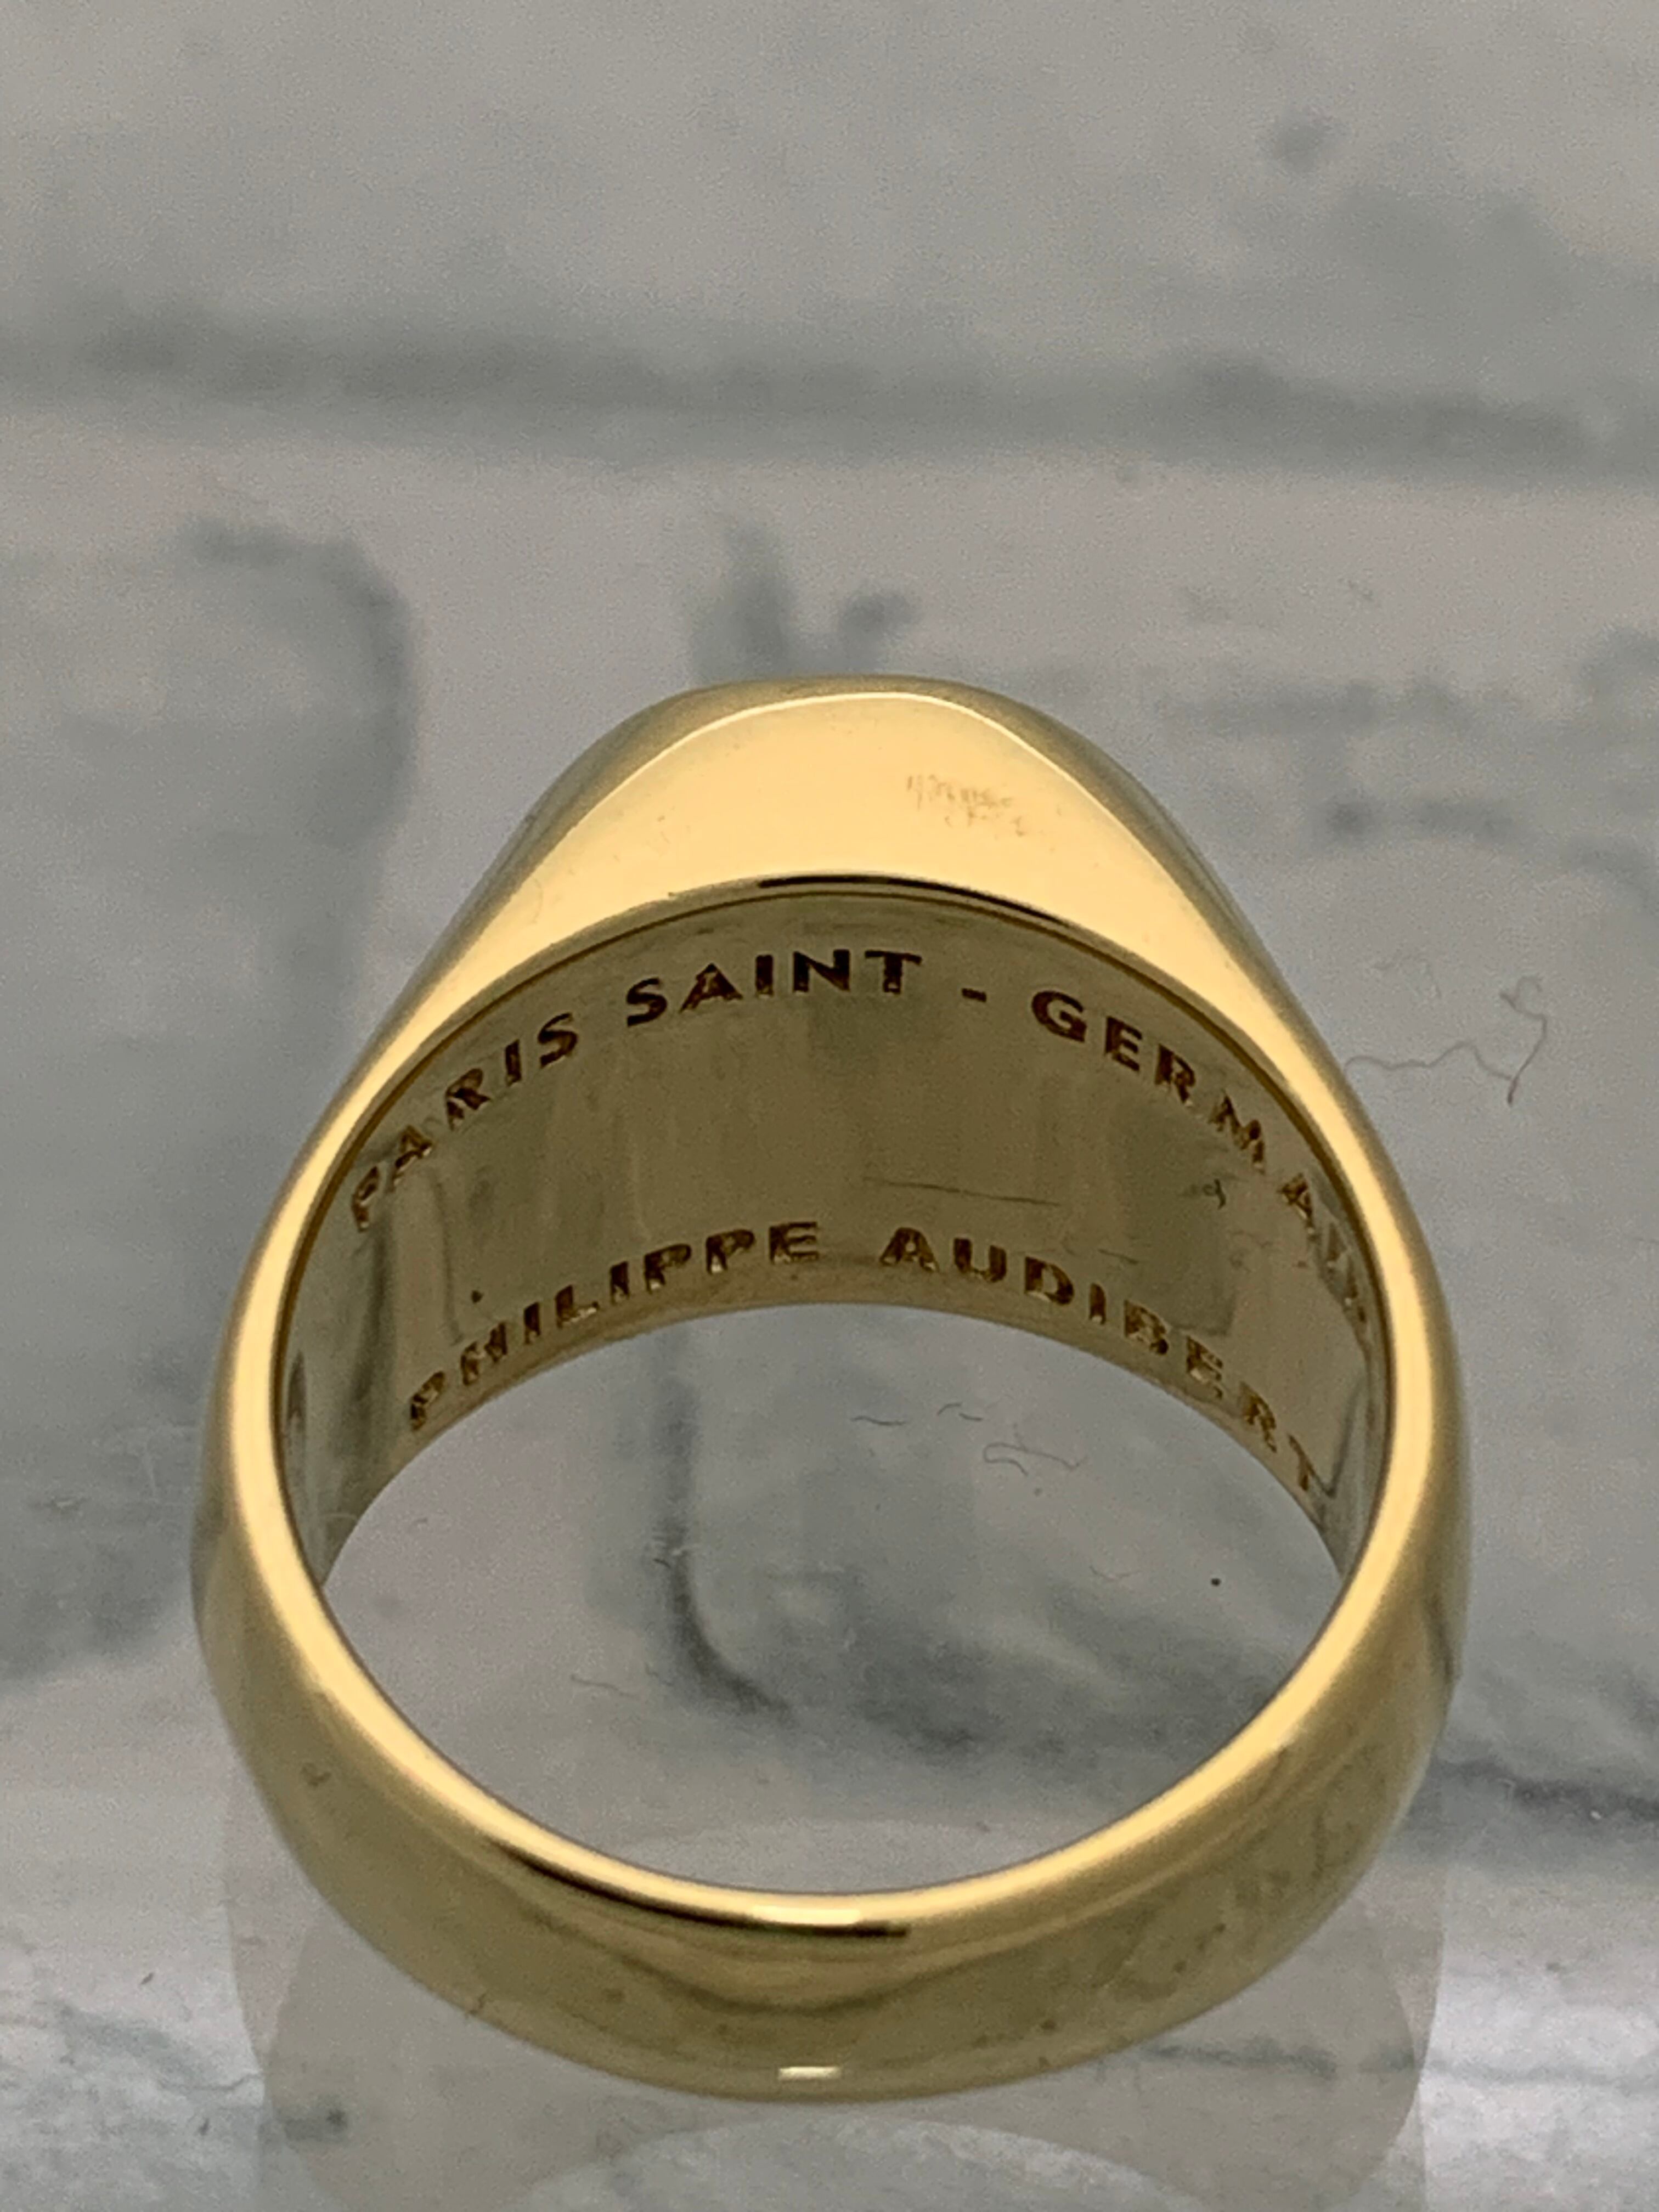 PARIS SAINT - GERMAIN
PHILIPPE AUDIBERT